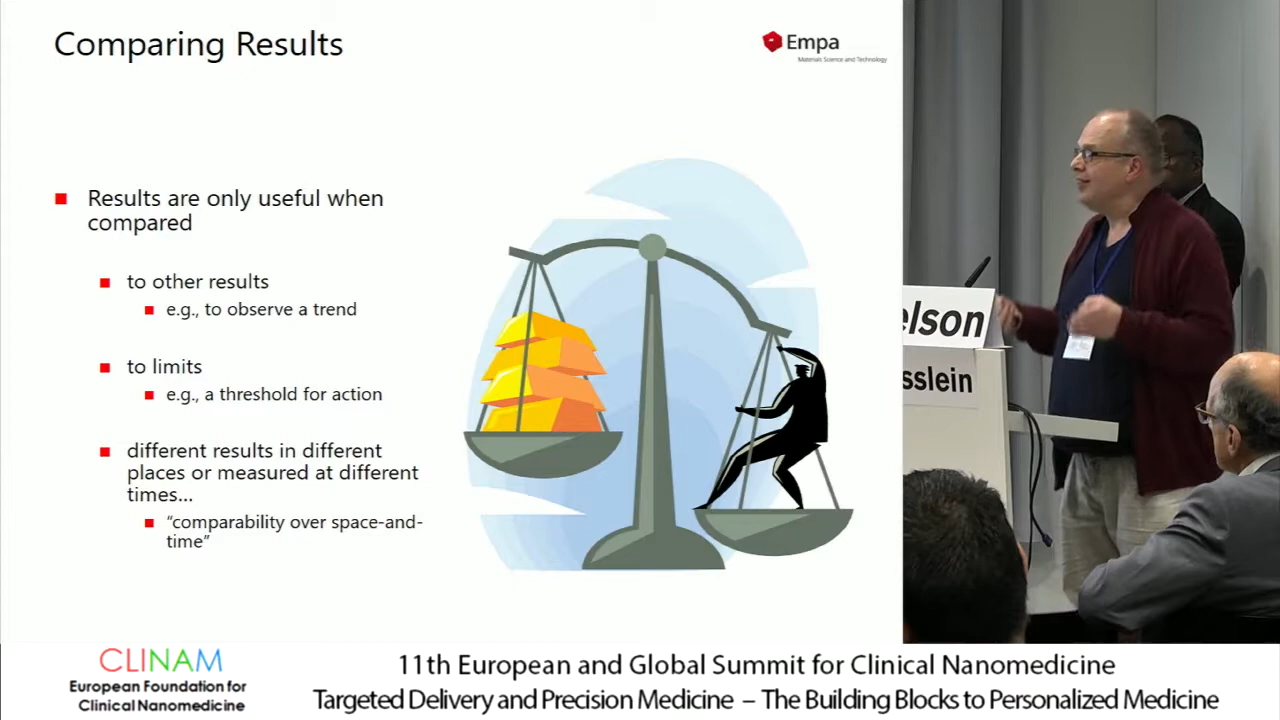 Comparing Results
Empa
Materials Science and Technology
Results are only useful when
compared
to other results
e.g., to observe a trend
to limits
e.g., a threshold for action
different results in different
places or measured at different
times...
“comparability over space-and-
time”
elson
sslein
CLINAM
European Foundation for
Clinical Nanomedicine
11th European and Global Summit for Clinical Nanomedicine
Targeted Delivery and Precision Medicine – The Building Blocks to Personalized Medicine